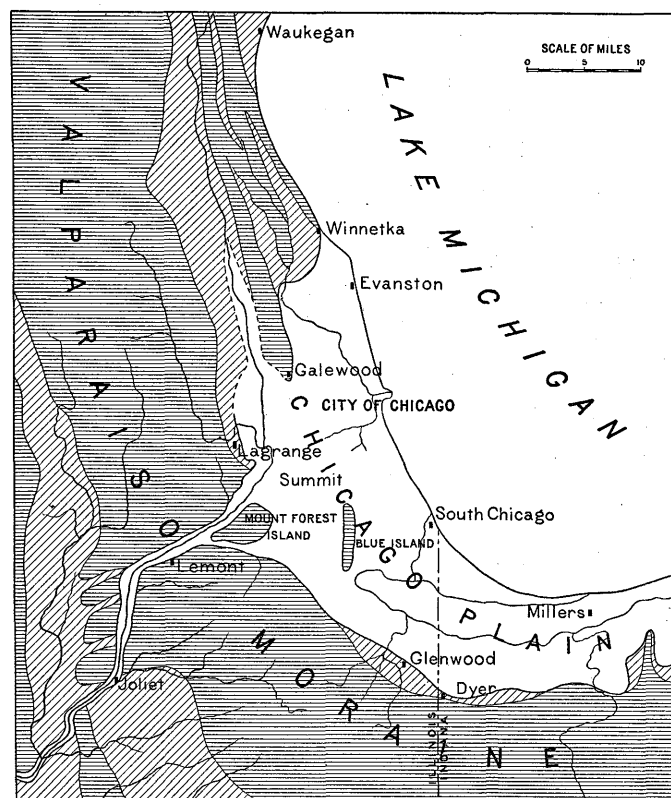 Waukegan
SCALE OF MILES
0 5 10
LAKE MICHIGAN
VALPARAISO
MORAINE
Winnetka
Evanston
Galewood
CITY OF CHICAGO
CHICAGO
PLAIN
Lagrange
Summit
MOUNT FOREST
ISLAND
BLUE ISLAND
South Chicago
Lemont
Millers
Glenwood
Joliet
Dyer
ILLINOIS
INDIANA